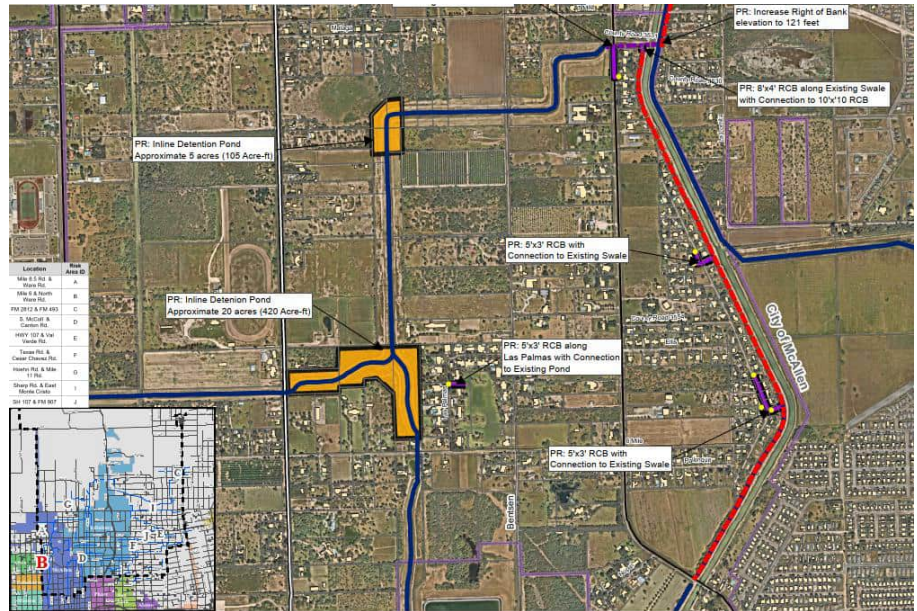 PR: Increase Right of Bank
elevation to 121 feet
PR: 8'x4' RCB along Existing Swale
with Connection to 10'x'10 RCB
PR: Inline Detention Pond
Approximate 5 acres (105 Acre-ft)
PR: 5'x3' RCB with
Connection to Existing Swale
PR: Inline Detenion Pond
Approximate 20 acres (420 Acre-ft)
PR: 5'x3' RCB along
Las Palmas with Connection
to Existing Pond
PR: 5'x3' RCB with
Connection to Existing Swale
City of McAllen
Bentsen
Location Risk Area ID
Mile 6.5 Rd. & Ware Rd. A
Mile 6 & North Ware Rd. B
FM 2812 & FM 493 C
S. McColl & Canton Rd. D
HWY 107 & Val Verde Rd. E
Texas Rd. & Cesar Chavez Rd. F
Hoehn Rd. & Mile 11 Rd. G
Sharp Rd. & East Monte Cristo I
SH 107 & FM 907 J
B